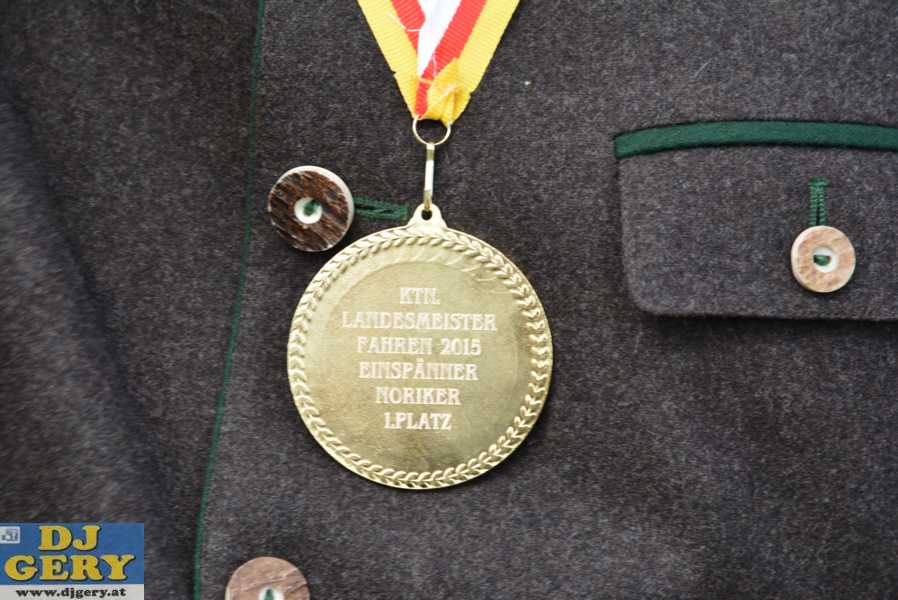 KTN.
LANDESMEISTER
FAHREN 2015
EINSPÄNNER
NORIKER
1.PLATZ
DJ
GERY
www.djgery.at